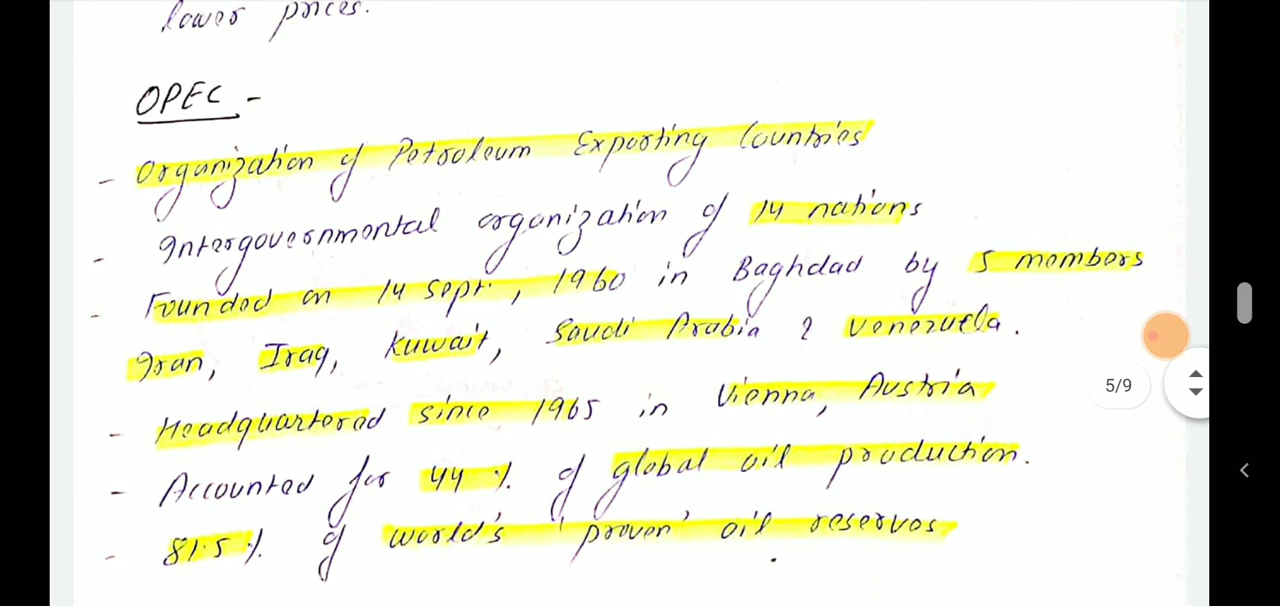 lower prices.
OPEC -
- Organization of Petroleum Exporting Countries
- Intergovernmental organization of 14 nations
- Founded on 14 Sept., 1960 in Baghdad by 5 members
Iran, Iraq, Kuwait, Saudi Arabia & Venezuela.
- Headquartered since 1965 in Vienna, Austria
- Accounted for 44 % of global oil production.
- 81.5 % of world's 'proven' oil reserves
5/9